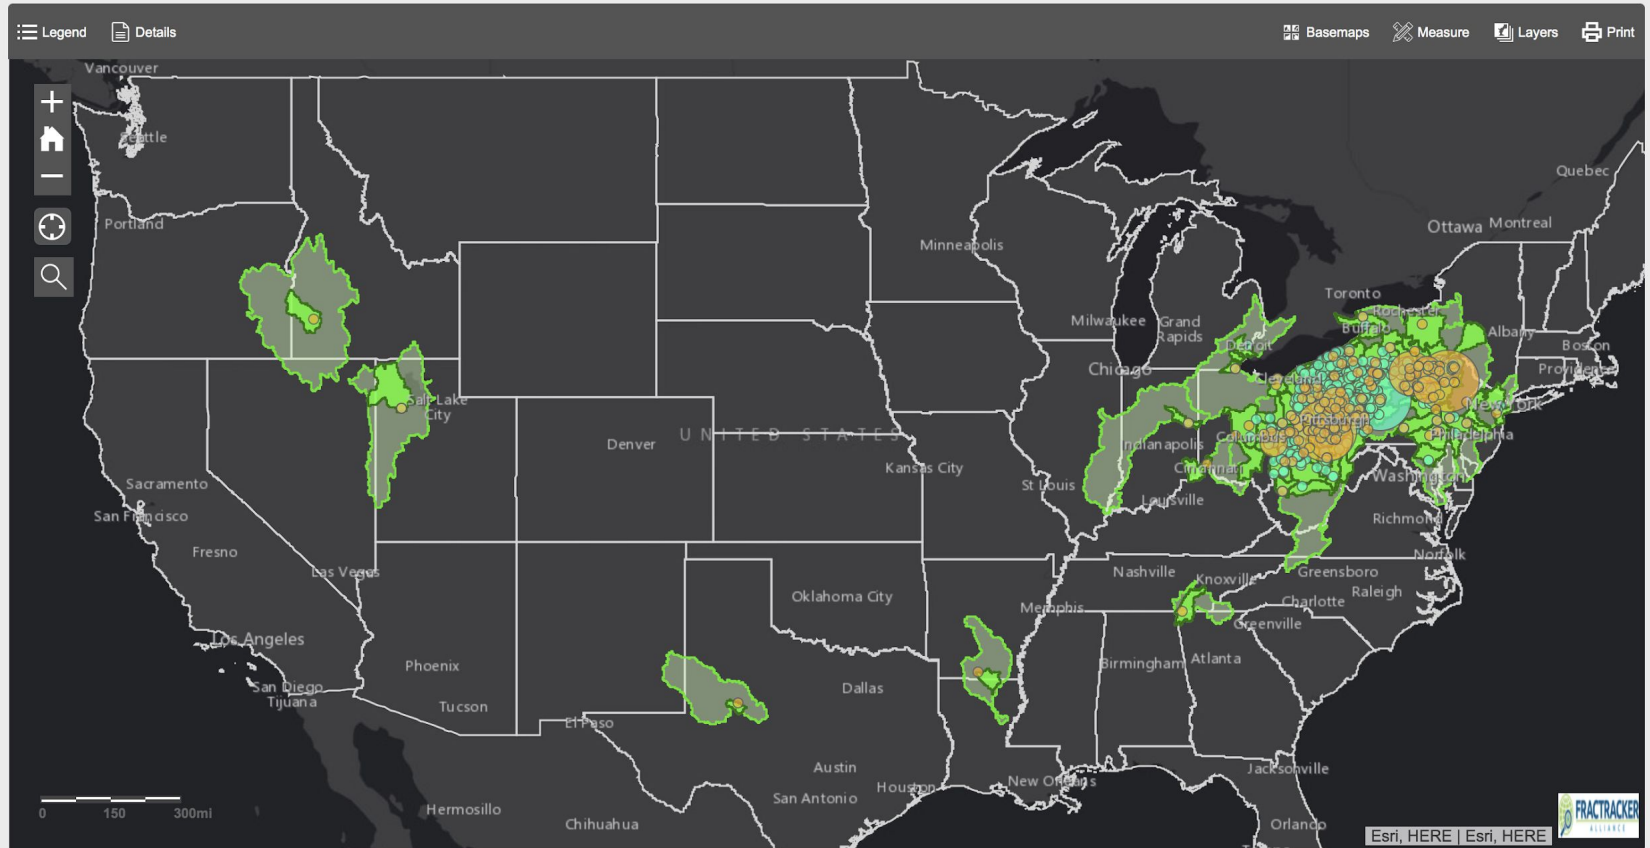 Legend Details Basemaps Measure Layers Print
Vancouver
Seattle
Quebec
Portland
Ottawa Montreal
Minneapolis
Toronto
Rochester
Milwaukee Grand Rapids
Buffalo
Albany
Detroit
Boston
Chicago
Providence
Cleveland
Salt Lake City
New York
Pittsburgh
UNITED STATES
Denver
Indianapolis
Columbus
Philadelphia
Kansas City
Cincinnati
Washington
Sacramento
St Louis
Louisville
San Francisco
Richmond
Fresno
Norfolk
Las Vegas
Nashville
Knoxville
Greensboro
Oklahoma City
Memphis
Charlotte
Raleigh
Greenville
Los Angeles
Phoenix
Birmingham
Atlanta
San Diego
Dallas
Tijuana
Tucson
El Paso
Austin
Jacksonville
New Orleans
Houston
San Antonio
0 150 300mi
Hermosillo
Chihuahua
Orlando
FRACTRACKER
ALLIANCE
Esri, HERE | Esri, HERE